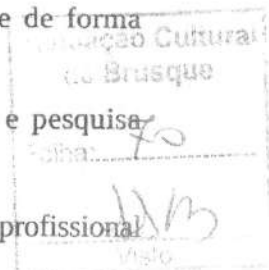 e de forma
Fundação Cultural
de Brusque
e pesquisa
Folha: 70
profissional
Visto